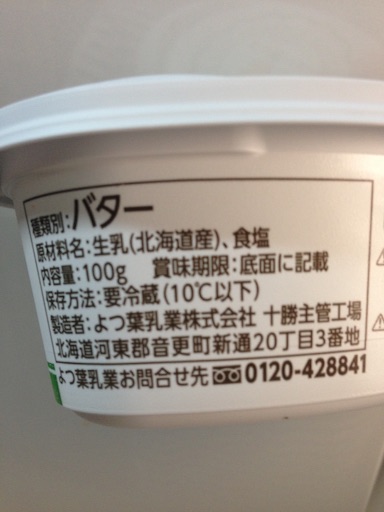 種類別:バター
原材料名:生乳(北海道産)、食塩
内容量:100g 賞味期限:底面に記載
保存方法:要冷蔵(10℃以下)
製造者:よつ葉乳業株式会社 十勝主管工場
北海道河東郡音更町新通20丁目3番地
よつ葉乳業お問合せ先 0120-428841